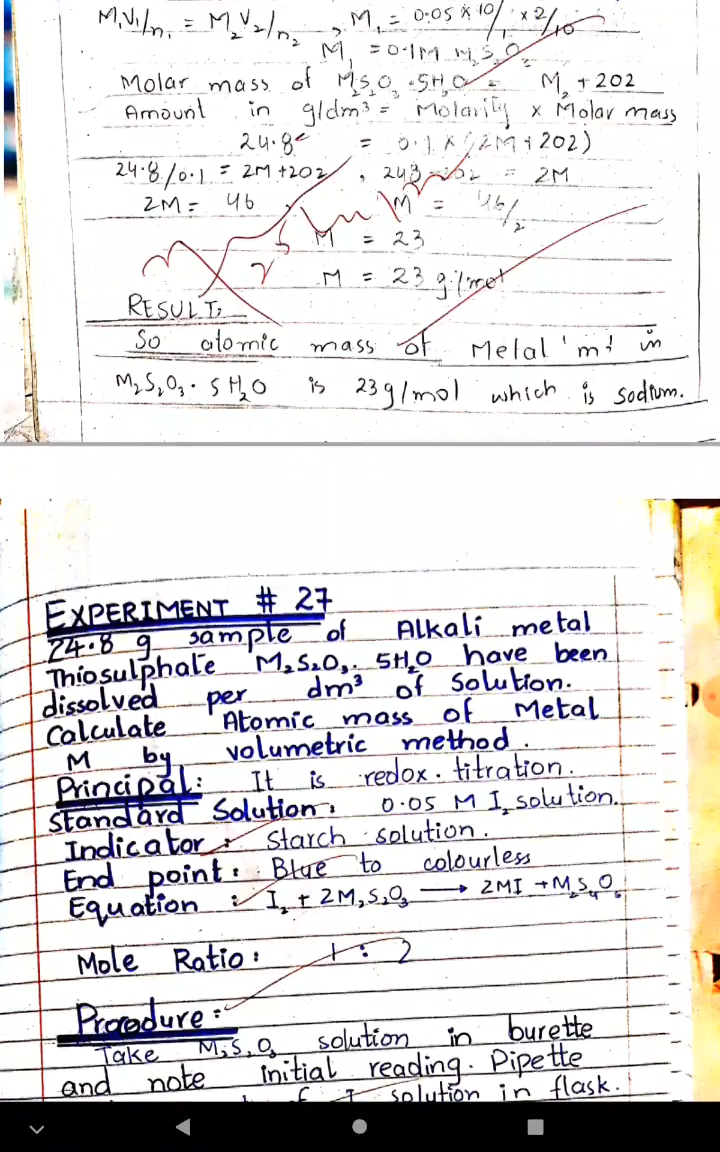 M₁V₁/n₁ = M₂V₂/n₂ , M₁ = 0.05 × 10/1 × 2/10
M₁ = 0.1M M₂S₂O₃
Molar mass of M₂S₂O₃.5H₂O = M₂ + 202
Amount in g/dm³ = Molarity × Molar mass
24.8 = 0.1 × (2M + 202)
24.8/0.1 = 2M + 202 , 248 - 202 = 2M
2M = 46 , M = 46/2
M = 23
M = 23 g/mol
RESULT:
So atomic mass of Metal 'm' in
M₂S₂O₃. 5H₂O is 23g/mol which is Sodium.
EXPERIMENT # 27
24.8 g sample of Alkali metal
Thiosulphate M₂S₂O₃. 5H₂O have been
dissolved per dm³ of Solution.
Calculate Atomic mass of Metal
M by volumetric method.
Principal: It is redox. titration.
Standard Solution: 0.05 M I₂ solution.
Indicator: Starch solution.
End point: Blue to colourless
Equation: I₂ + 2M₂S₂O₃ → 2MI + M₂S₄O₆
Mole Ratio: 1 : 2
Procedure:
Take M₂S₂O₃ solution in burette
and note initial reading. Pipette
of I₂ solution in flask.